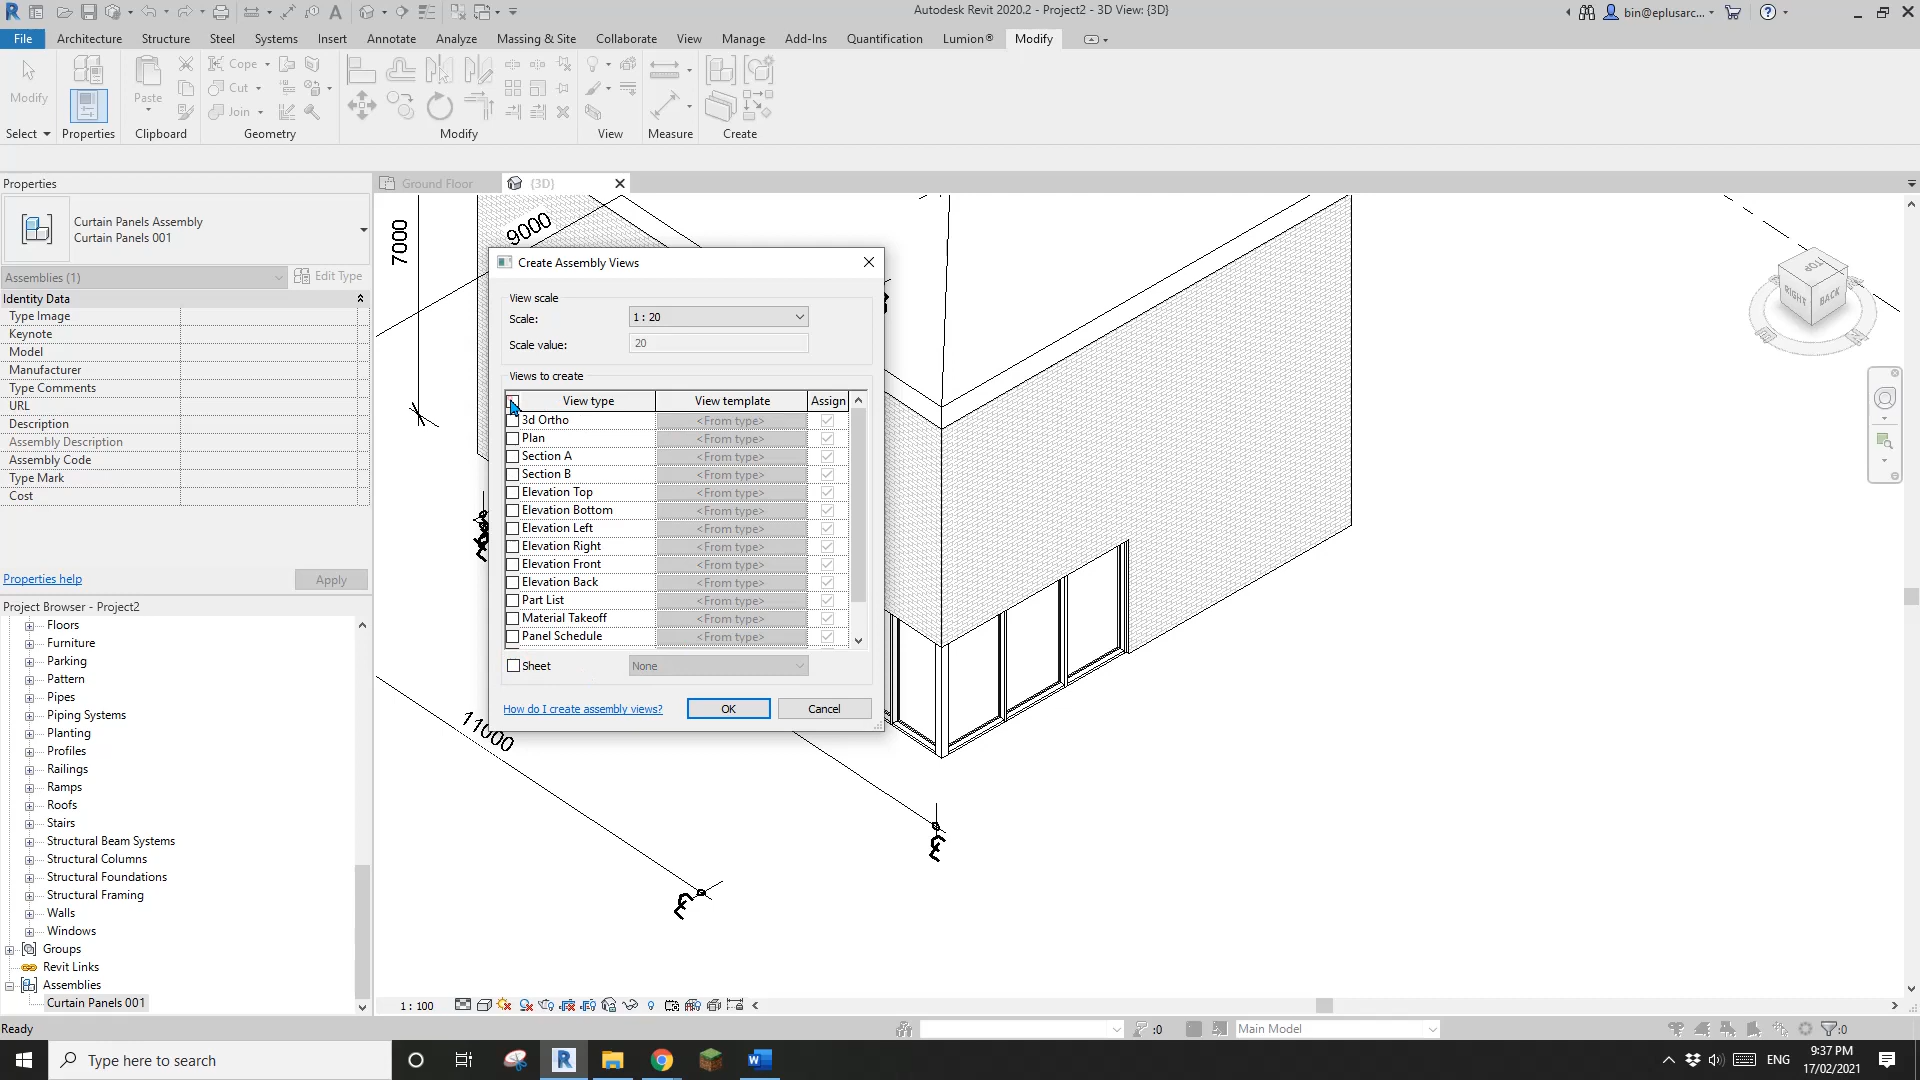 Autodesk Revit 2020.2 - Project2 - 3D View: {3D}
bin@eplusarc...
File Architecture Structure Steel Systems Insert Annotate Analyze Massing & Site Collaborate View Manage Add-Ins Quantification Lumion® Modify
Modify
Paste
Cope
Cut
Join
Select Properties Clipboard Geometry Modify View Measure Create
Properties
Ground Floor
{3D}
Curtain Panels Assembly
Curtain Panels 001
Assemblies (1)
Edit Type
Identity Data
Type Image
Keynote
Model
Manufacturer
Type Comments
URL
Description
Assembly Description
Assembly Code
Type Mark
Cost
Properties help
Apply
Project Browser - Project2
Floors
Furniture
Parking
Pattern
Pipes
Piping Systems
Planting
Profiles
Railings
Ramps
Roofs
Stairs
Structural Beam Systems
Structural Columns
Structural Foundations
Structural Framing
Walls
Windows
Groups
Revit Links
Assemblies
Curtain Panels 001
7000
9000
11000
TOP
RIGHT
BACK
Create Assembly Views
View scale
Scale: 1 : 20
Scale value: 20
Views to create
View type View template Assign
3d Ortho <From type>
Plan <From type>
Section A <From type>
Section B <From type>
Elevation Top <From type>
Elevation Bottom <From type>
Elevation Left <From type>
Elevation Right <From type>
Elevation Front <From type>
Elevation Back <From type>
Part List <From type>
Material Takeoff <From type>
Panel Schedule <From type>
Sheet None
How do I create assembly views? OK Cancel
1 : 100
Ready
:0
Main Model
:0
Type here to search
ENG
9:37 PM
17/02/2021